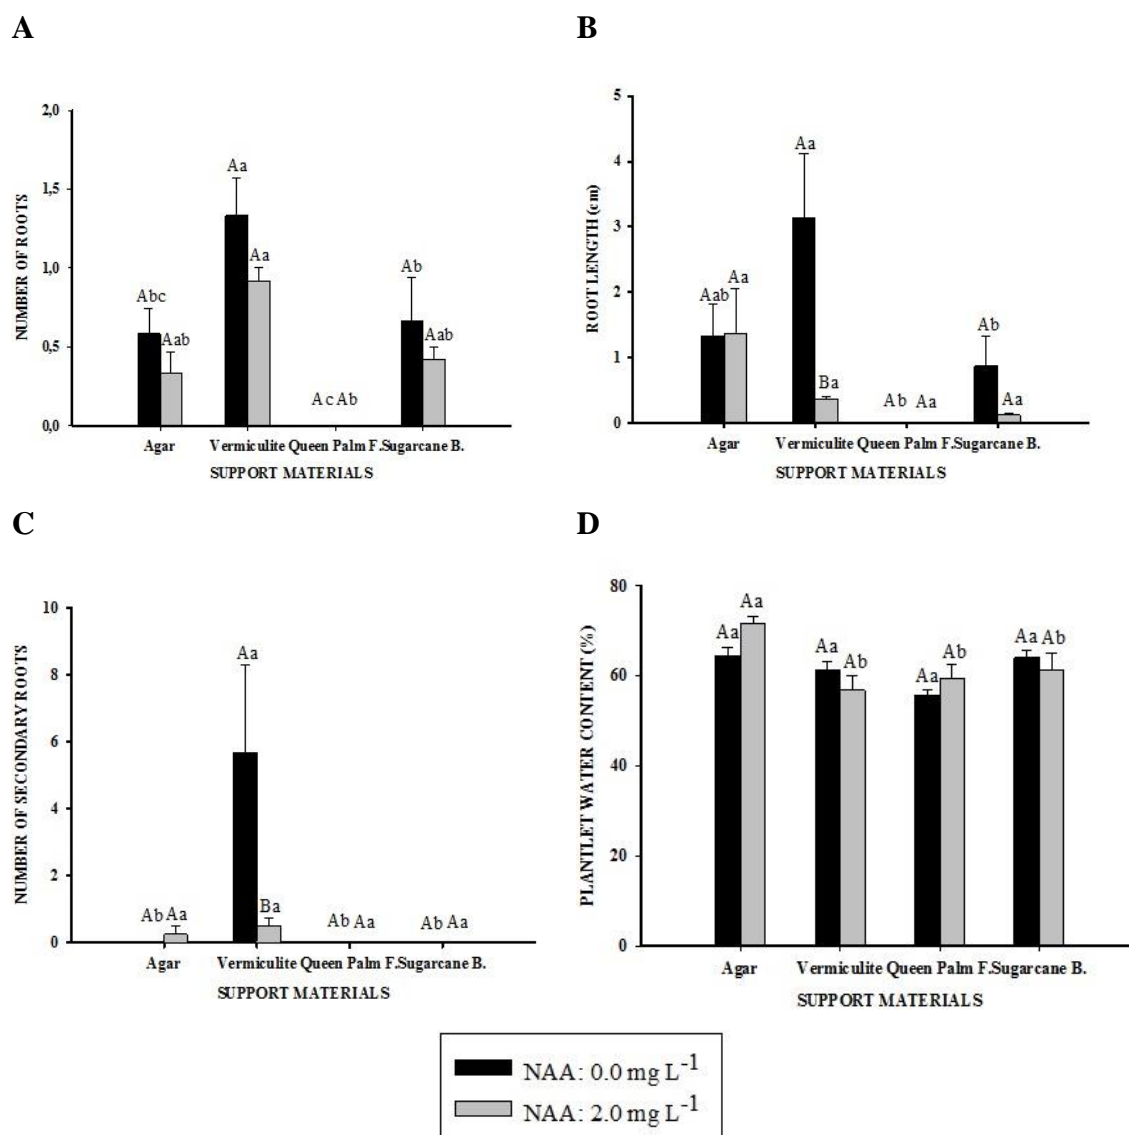 A
NUMBER OF ROOTS
2,0
1,5
1,0
0,5
0,0
Abc
Aab
Aa
Aa
Ac Ab
Ab
Aab
Agar Vermiculite Queen Palm F. Sugarcane B.
SUPPORT MATERIALS
B
ROOT LENGTH (cm)
5
4
3
2
1
0
Aab
Aa
Aa
Ba
Ab Aa
Ab
Aa
Agar Vermiculite Queen Palm F. Sugarcane B.
SUPPORT MATERIALS
C
NUMBER OF SECONDARY ROOTS
10
8
6
4
2
0
Ab Aa
Aa
Ba
Ab Aa
Ab Aa
Agar Vermiculite Queen Palm F. Sugarcane B.
SUPPORT MATERIALS
D
PLANTLET WATER CONTENT (%)
80
60
40
20
0
Aa
Aa
Aa
Ab
Aa
Ab
Aa Ab
Agar Vermiculite Queen Palm F. Sugarcane B.
SUPPORT MATERIALS
NAA: 0.0 mg L⁻¹
NAA: 2.0 mg L⁻¹